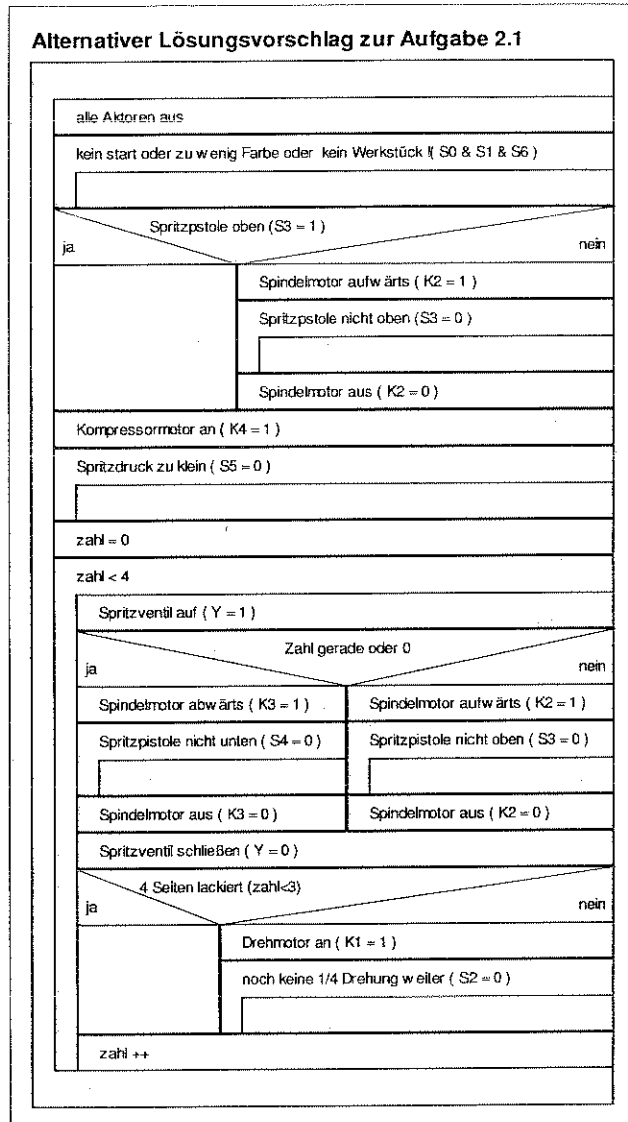 Alternativer Lösungsvorschlag zur Aufgabe 2.1
alle Aktoren aus
kein start oder zu wenig Farbe oder kein Werkstück !( S0 & S1 & S6 )
Spritzpstole oben (S3 = 1 )
ja
nein
Spindelmotor aufwärts ( K2 = 1 )
Spritzpstole nicht oben (S3 = 0 )
Spindelmotor aus ( K2 = 0 )
Kompressormotor an ( K4 = 1 )
Spritzdruck zu klein ( S5 = 0 )
zahl = 0
zahl < 4
Spritzventil auf ( Y = 1 )
Zahl gerade oder 0
ja
nein
Spindelmotor abwärts ( K3 = 1 )
Spindelmotor aufwärts ( K2 = 1 )
Spritzpistole nicht unten ( S4 = 0 )
Spritzpistole nicht oben ( S3 = 0 )
Spindelmotor aus ( K3 = 0 )
Spindelmotor aus ( K2 = 0 )
Spritzventil schließen ( Y = 0 )
4 Seiten lackiert (zahl<3)
ja
nein
Drehmotor an ( K1 = 1 )
noch keine 1/4 Drehung weiter ( S2 = 0 )
zahl ++